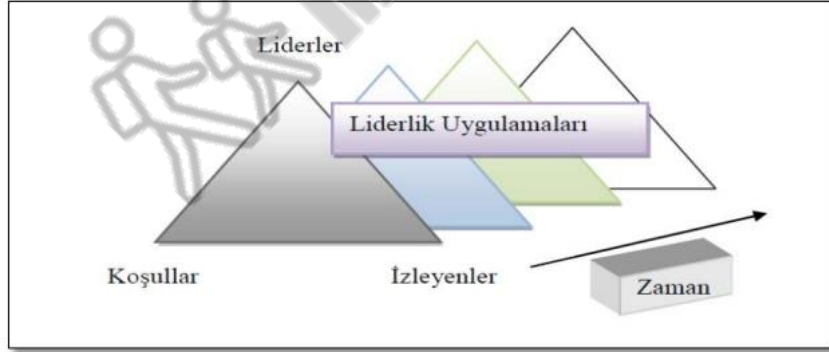 Liderler
Liderlik Uygulamaları
Koşullar
İzleyenler
Zaman